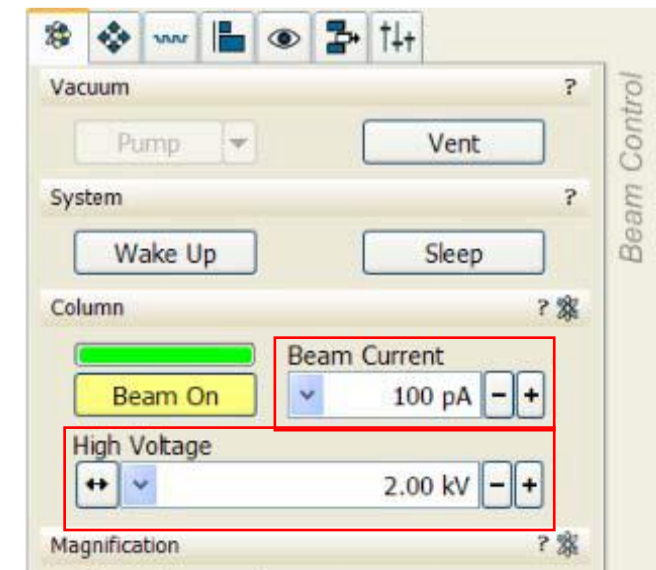 Vacuum ?
Pump Vent
System ?
Wake Up Sleep
Column ?
Beam Current
Beam On 100 pA - +
High Voltage
2.00 kV - +
Magnification ?
Beam Control